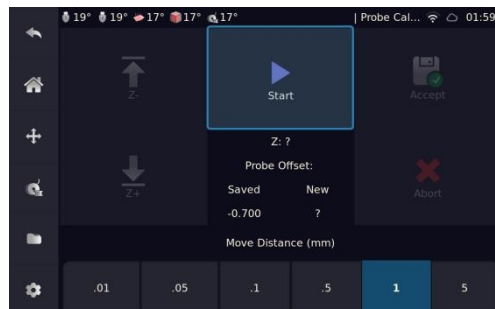 19° 19° 17° 17° 17° | Probe Cal... 01:59
Z-
Start
Accept
Z: ?
Probe Offset:
Z+
Saved New
Abort
-0.700 ?
Move Distance (mm)
.01 .05 .1 .5 1 5